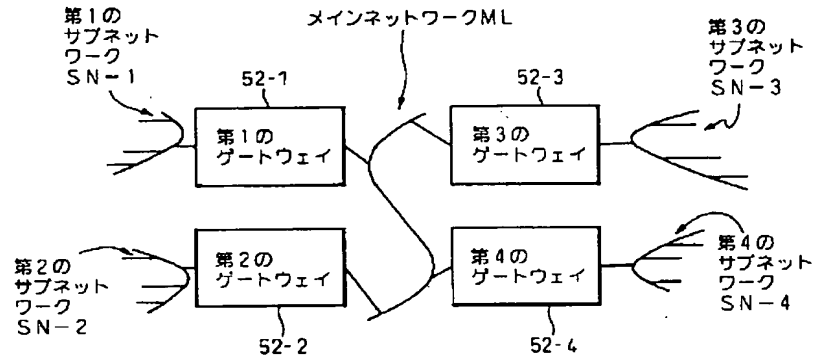 第1の
サブネット
ワーク
SN-1
メインネットワークML
第3の
サブネット
ワーク
SN-3
52-1
52-3
第1の
ゲートウェイ
第3の
ゲートウェイ
第2の
サブネット
ワーク
SN-2
第2の
ゲートウェイ
第4の
ゲートウェイ
第4の
サブネット
ワーク
SN-4
52-2
52-4